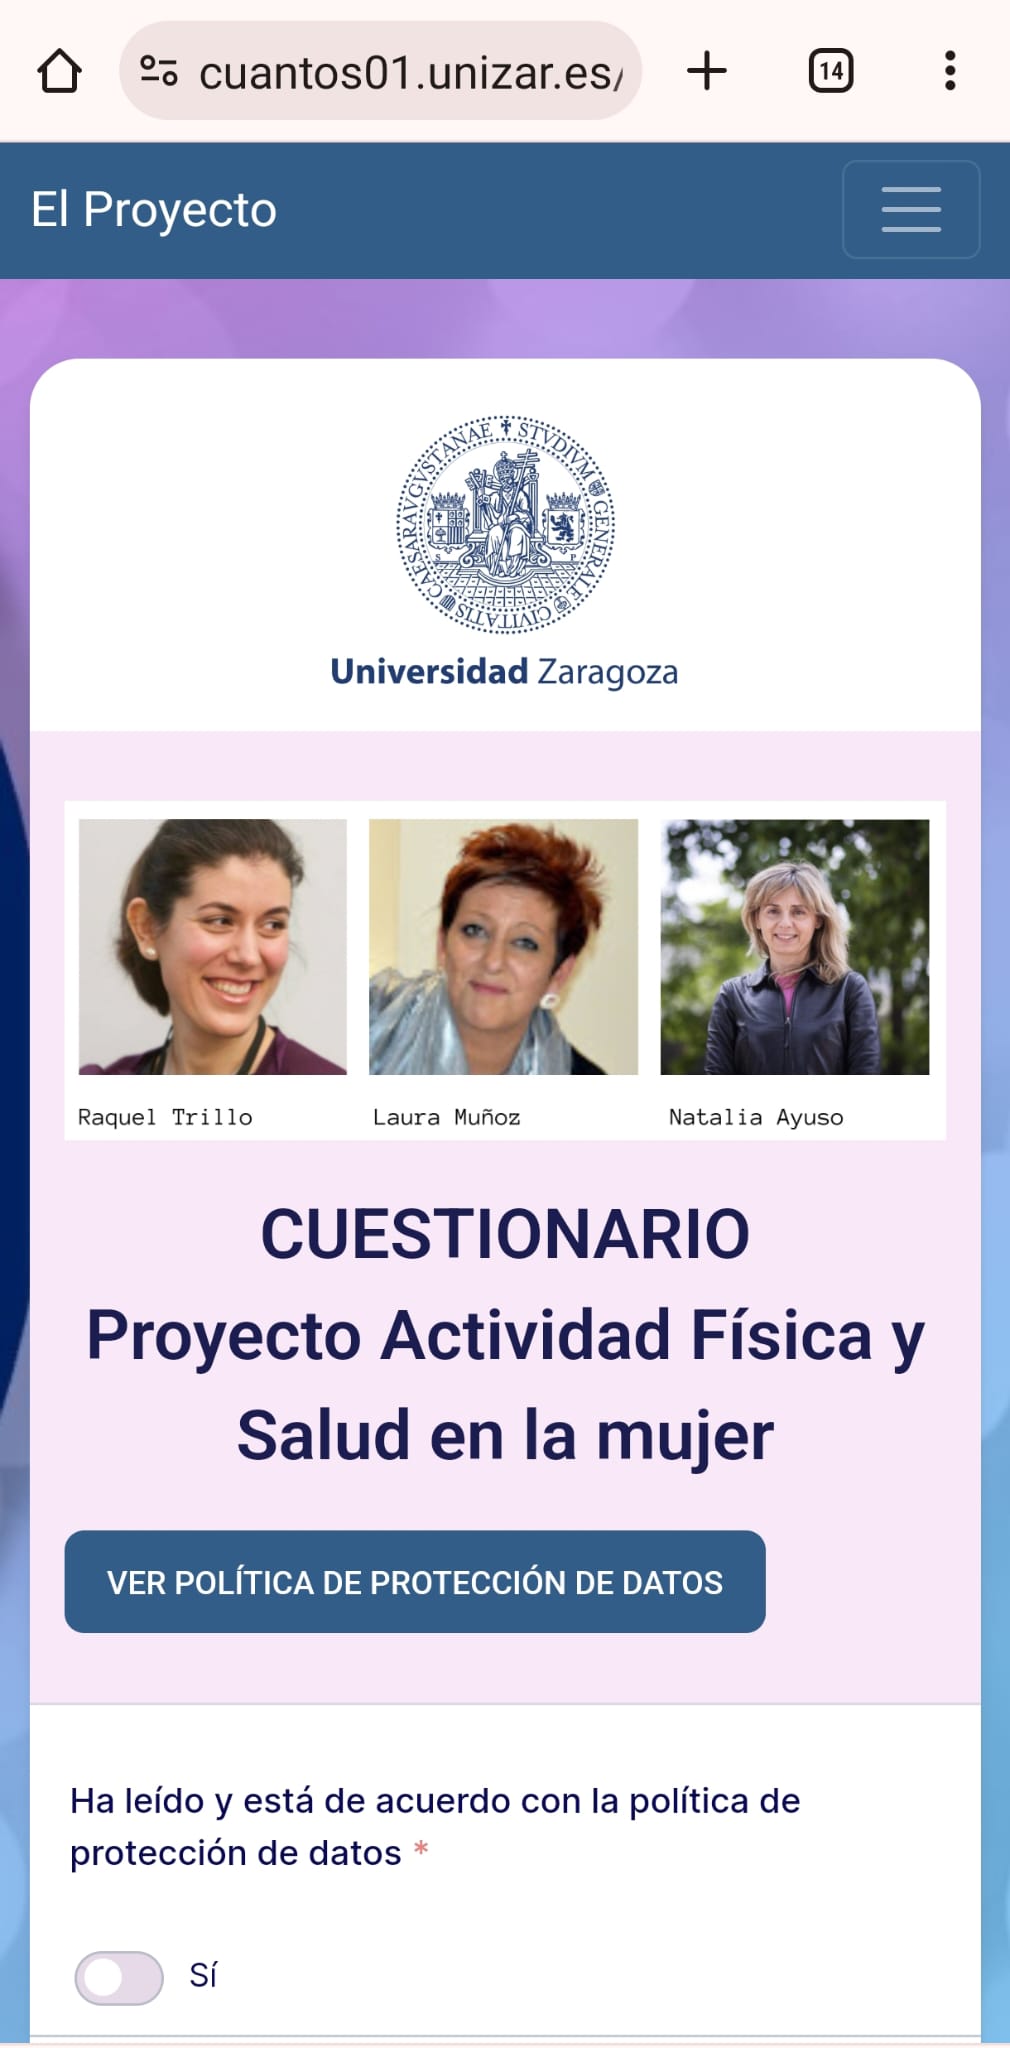 cuantos01.unizar.es/
14
El Proyecto
CAESARAVGVSTANAE STVDIVM GENERALE CIVITATIS
S P
Universidad Zaragoza
Raquel Trillo
Laura Muñoz
Natalia Ayuso
CUESTIONARIO
Proyecto Actividad Física y
Salud en la mujer
VER POLÍTICA DE PROTECCIÓN DE DATOS
Ha leído y está de acuerdo con la política de
protección de datos *
Sí